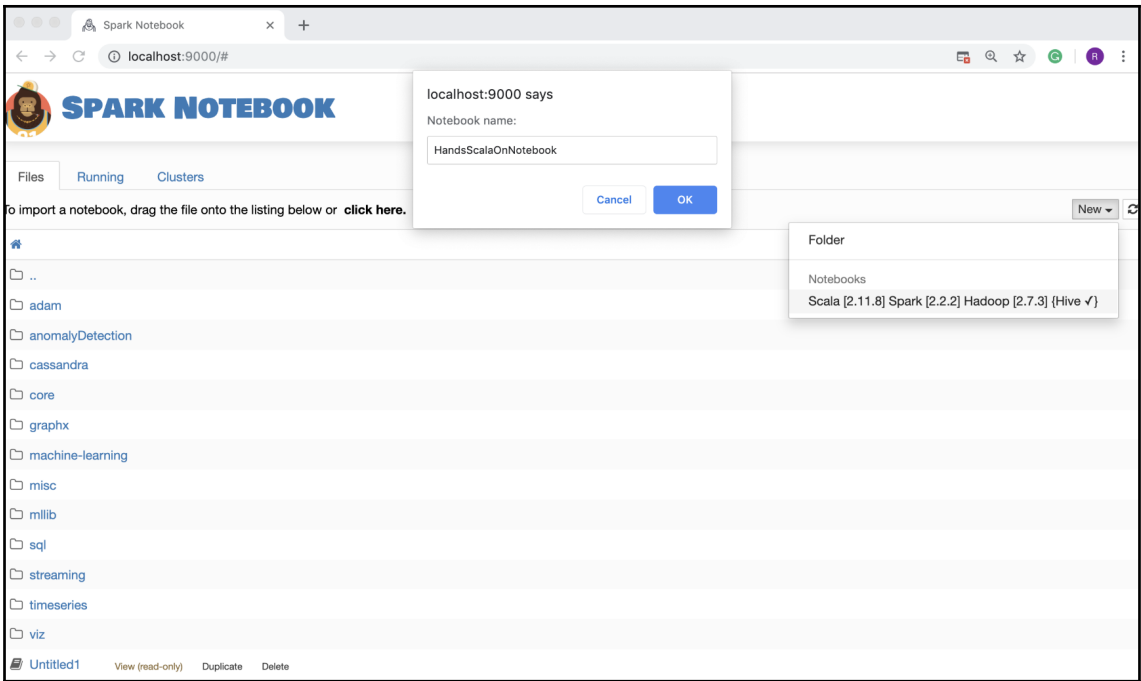 Spark Notebook
localhost:9000/#
R
SPARK NOTEBOOK
localhost:9000 says
Notebook name:
HandsScalaOnNotebook
Cancel OK
Files Running Clusters
To import a notebook, drag the file onto the listing below or click here.
New
Folder
Notebooks
Scala [2.11.8] Spark [2.2.2] Hadoop [2.7.3] {Hive ✓}
..
adam
anomalyDetection
cassandra
core
graphx
machine-learning
misc
mllib
sql
streaming
timeseries
viz
Untitled1 View (read-only) Duplicate Delete